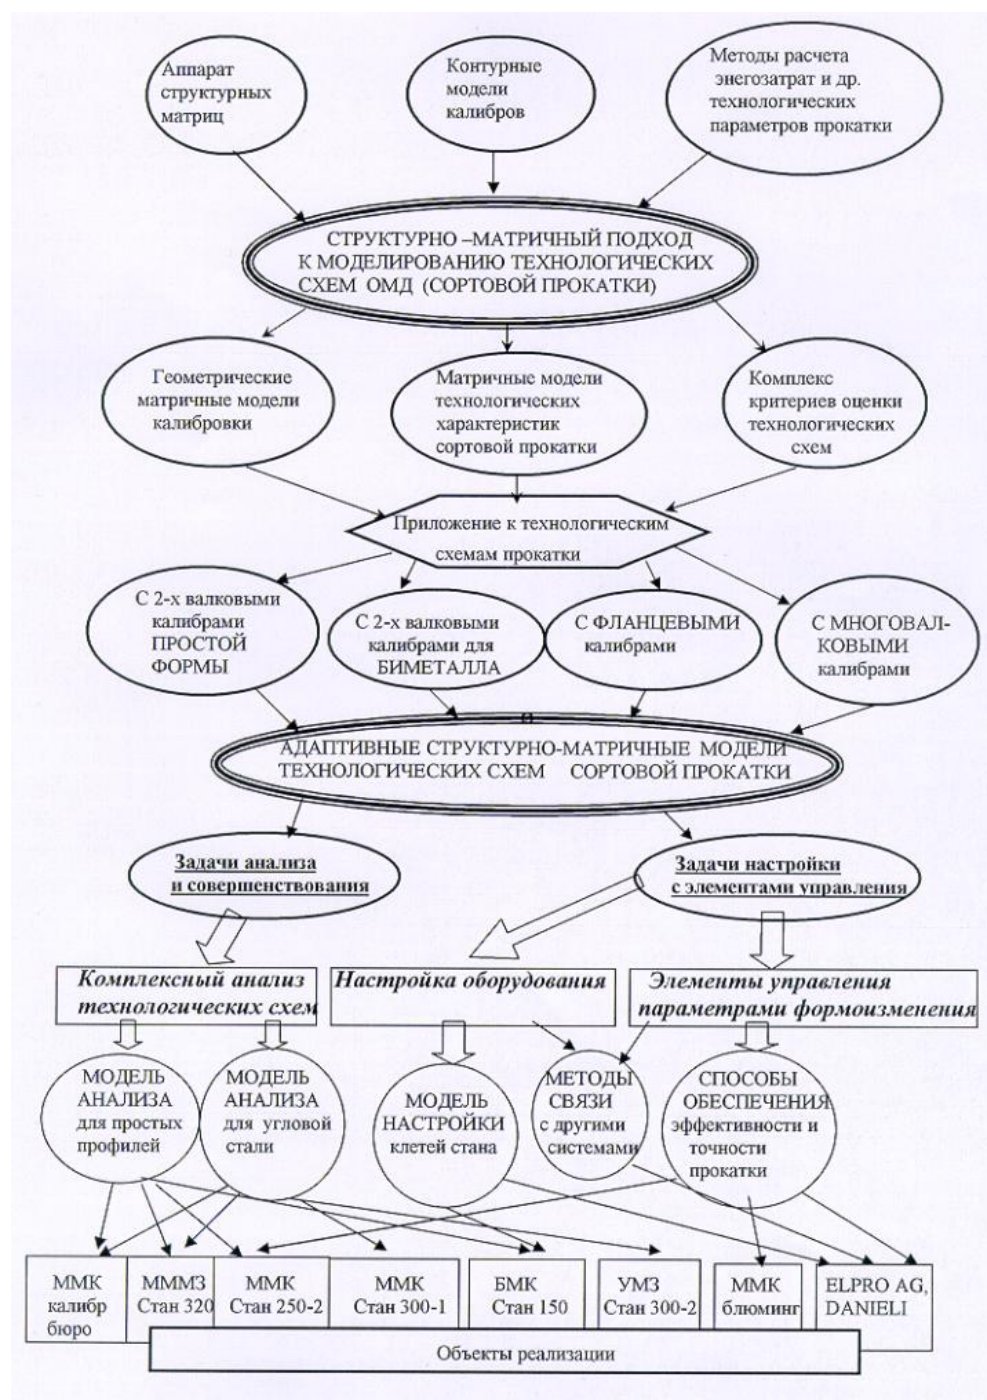 Аппарат
структурных
матриц
Контурные
модели
калибров
Методы расчета
энегозатрат и др.
технологических
параметров прокатки
СТРУКТУРНО –МАТРИЧНЫЙ ПОДХОД
К МОДЕЛИРОВАНИЮ ТЕХНОЛОГИЧЕСКИХ
СХЕМ ОМД (СОРТОВОЙ ПРОКАТКИ)
Геометрические
матричные модели
калибровки
Матричные модели
технологических
характеристик
сортовой прокатки
Комплекс
критериев оценки
технологических
схем
Приложение к технологическим
схемам прокатки
С 2-х валковыми
калибрами
ПРОСТОЙ
ФОРМЫ
С 2-х валковыми
калибрами для
БИМЕТАЛЛА
С ФЛАНЦЕВЫМИ
калибрами
С МНОГОВАЛ-
КОВЫМИ
калибрами
АДАПТИВНЫЕ СТРУКТУРНО-МАТРИЧНЫЕ МОДЕЛИ
ТЕХНОЛОГИЧЕСКИХ СХЕМ СОРТОВОЙ ПРОКАТКИ
Задачи анализа
и совершенствования
Задачи настройки
с элементами управления
Комплексный анализ
технологических схем
Настройка оборудования
Элементы управления
параметрами формоизменения
МОДЕЛЬ
АНАЛИЗА
для простых
профилей
МОДЕЛЬ
АНАЛИЗА
для угловой
стали
МОДЕЛЬ
НАСТРОЙКИ
клетей стана
МЕТОДЫ
СВЯЗИ
с другими
системами
СПОСОБЫ
ОБЕСПЕЧЕНИЯ
эффективности и
точности
прокатки
ММК
калибр
бюро
МММЗ
Стан 320
ММК
Стан 250-2
ММК
Стан 300-1
БМК
Стан 150
УМЗ
Стан 300-2
ММК
блюминг
ELPRO AG,
DANIELI
Объекты реализации